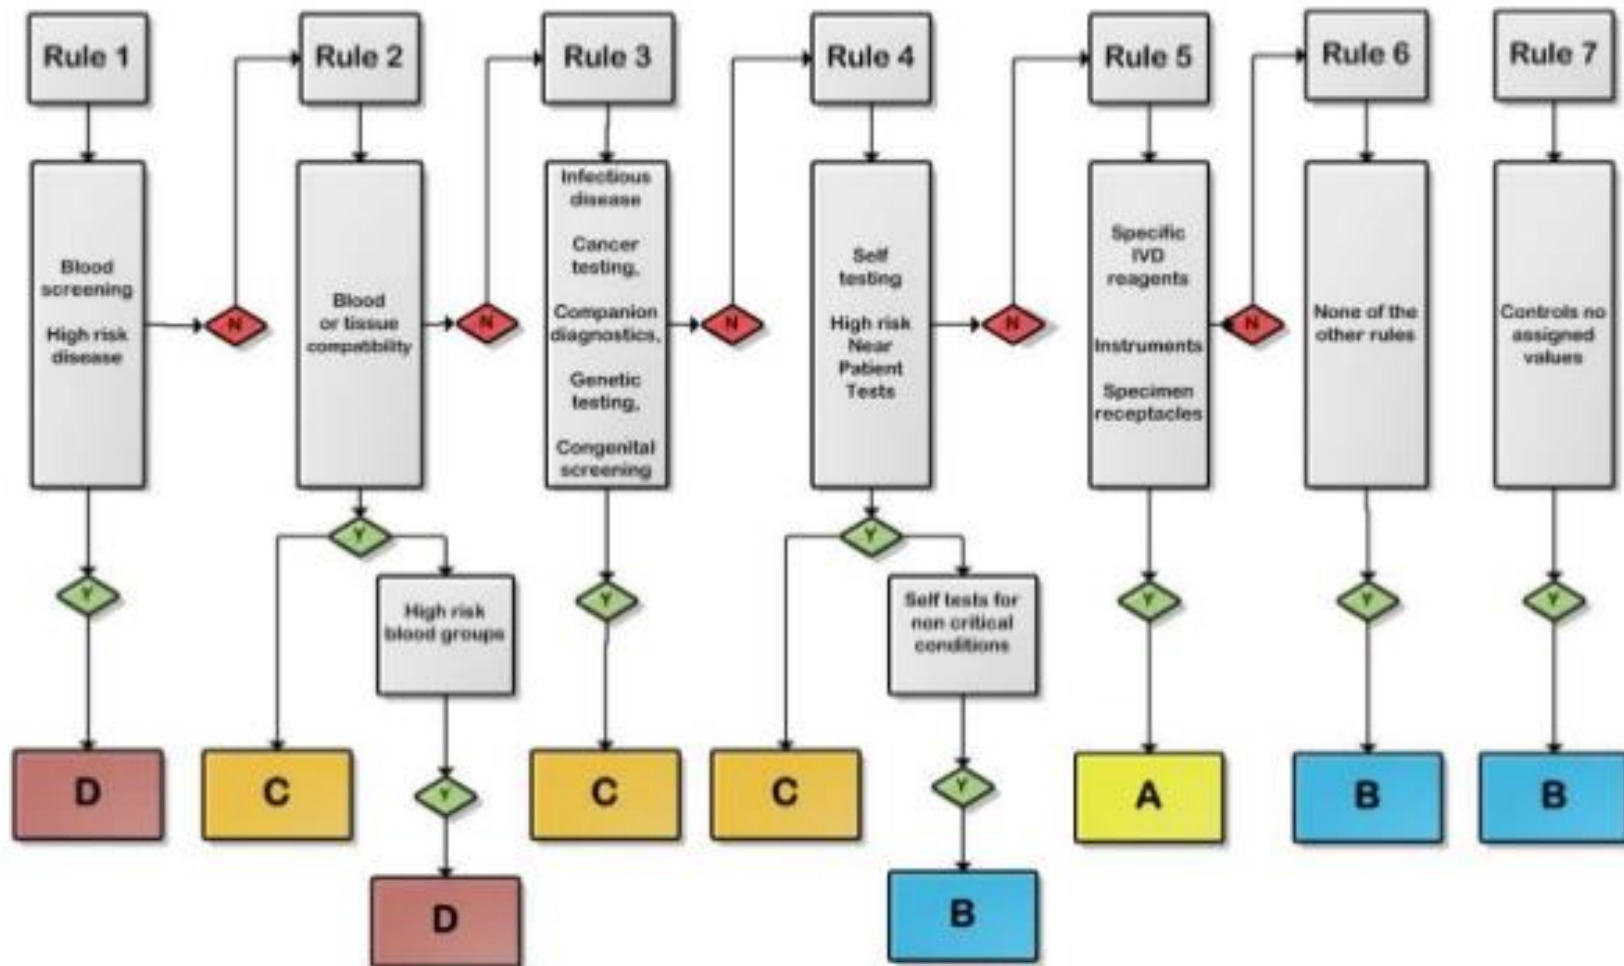 Rule 1
Rule 2
Rule 3
Rule 4
Rule 5
Rule 6
Rule 7
Blood
screening
High risk
disease
N
Blood
or tissue
compatibility
N
Infectious
disease
Cancer
testing,
Companion
diagnostics,
Genetic
testing,
Congenital
screening
N
Self
testing
High risk
Near
Patient
Tests
N
Specific
IVD
reagents
Instruments
Specimen
receptacles
N
None of the
other rules
Controls no
assigned
values
Y
Y
High risk
blood groups
Y
Y
Y
Self tests for
non critical
conditions
Y
Y
Y
Y
D
C
D
C
C
B
A
B
B